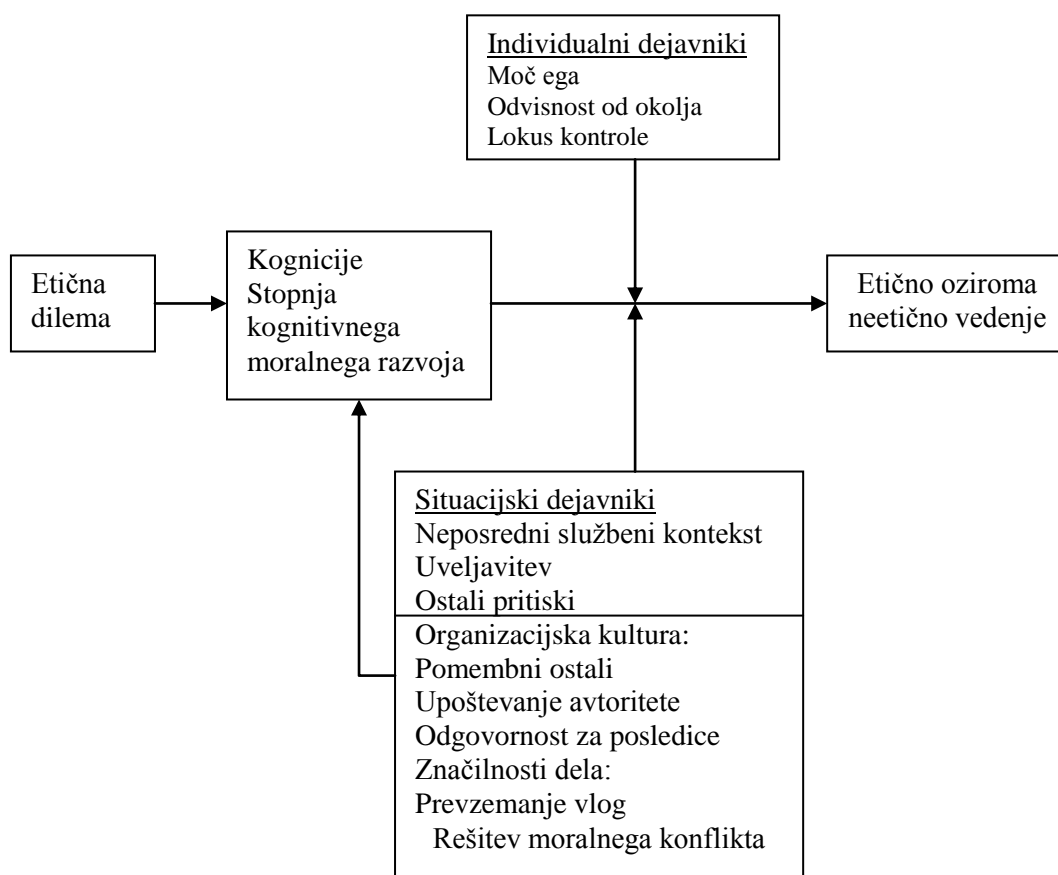 Individualni dejavniki
Moč ega
Odvisnost od okolja
Lokus kontrole
Etična
dilema
Kognicije
Stopnja
kognitivnega
moralnega razvoja
Etično oziroma
neetično vedenje
Situacijski dejavniki
Neposredni službeni kontekst
Uveljavitev
Ostali pritiski
Organizacijska kultura:
Pomembni ostali
Upoštevanje avtoritete
Odgovornost za posledice
Značilnosti dela:
Prevzemanje vlog
Rešitev moralnega konflikta